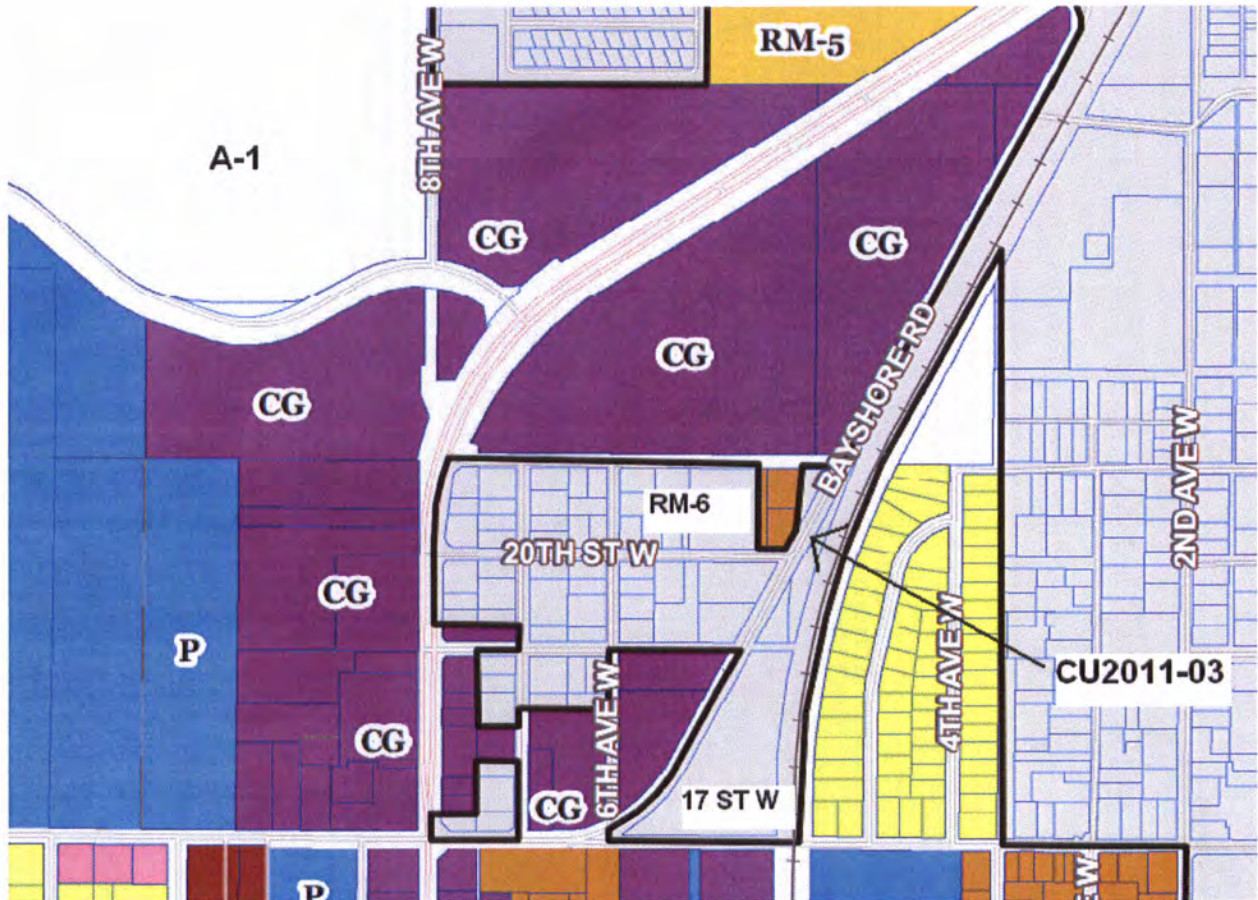 RM-5
8TH AVE W
A-1
CG
CG
CG
CG
BAYSHORE RD
RM-6
2ND AVE W
20TH ST W
CG
P
4TH AVE W
CU2011-03
6TH AVE W
CG
17 ST W
CG
P
E W